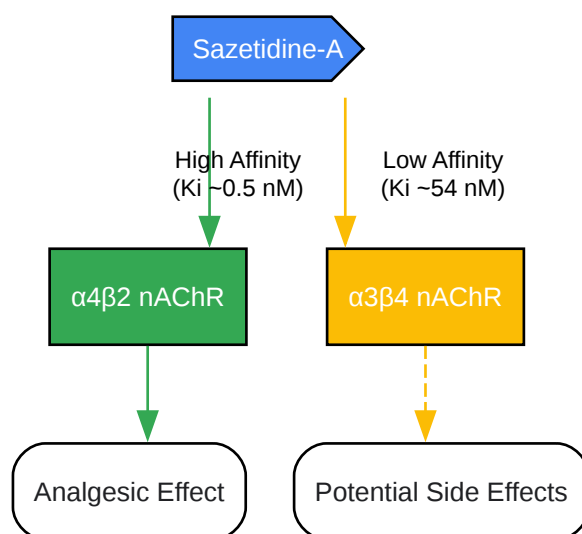 Sazetidine-A
High Affinity
(Ki ~0.5 nM)
Low Affinity
(Ki ~54 nM)
α4β2 nAChR
α3β4 nAChR
Analgesic Effect
Potential Side Effects